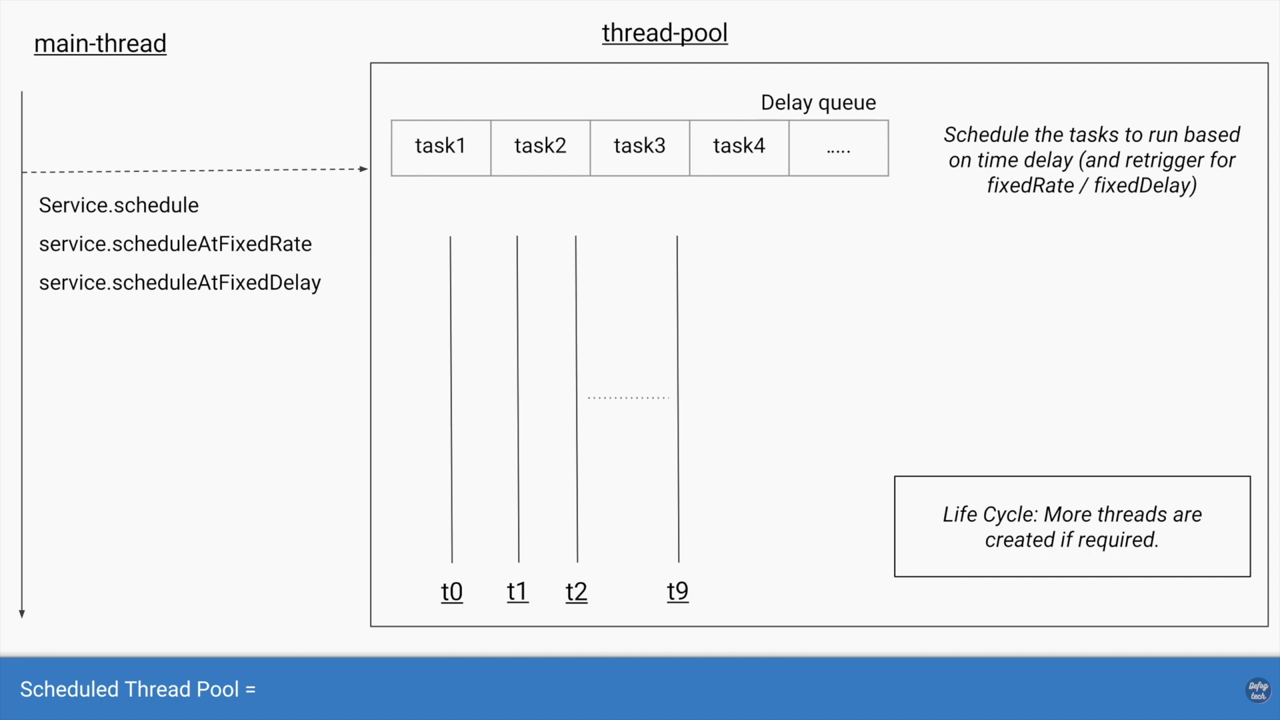 main-thread
thread-pool
Delay queue
task1 task2 task3 task4 .....
Schedule the tasks to run based
on time delay (and retrigger for
fixedRate / fixedDelay)
Service.schedule
service.scheduleAtFixedRate
service.scheduleAtFixedDelay
Life Cycle: More threads are
created if required.
t0 t1 t2 t9
Scheduled Thread Pool =
Defog
tech